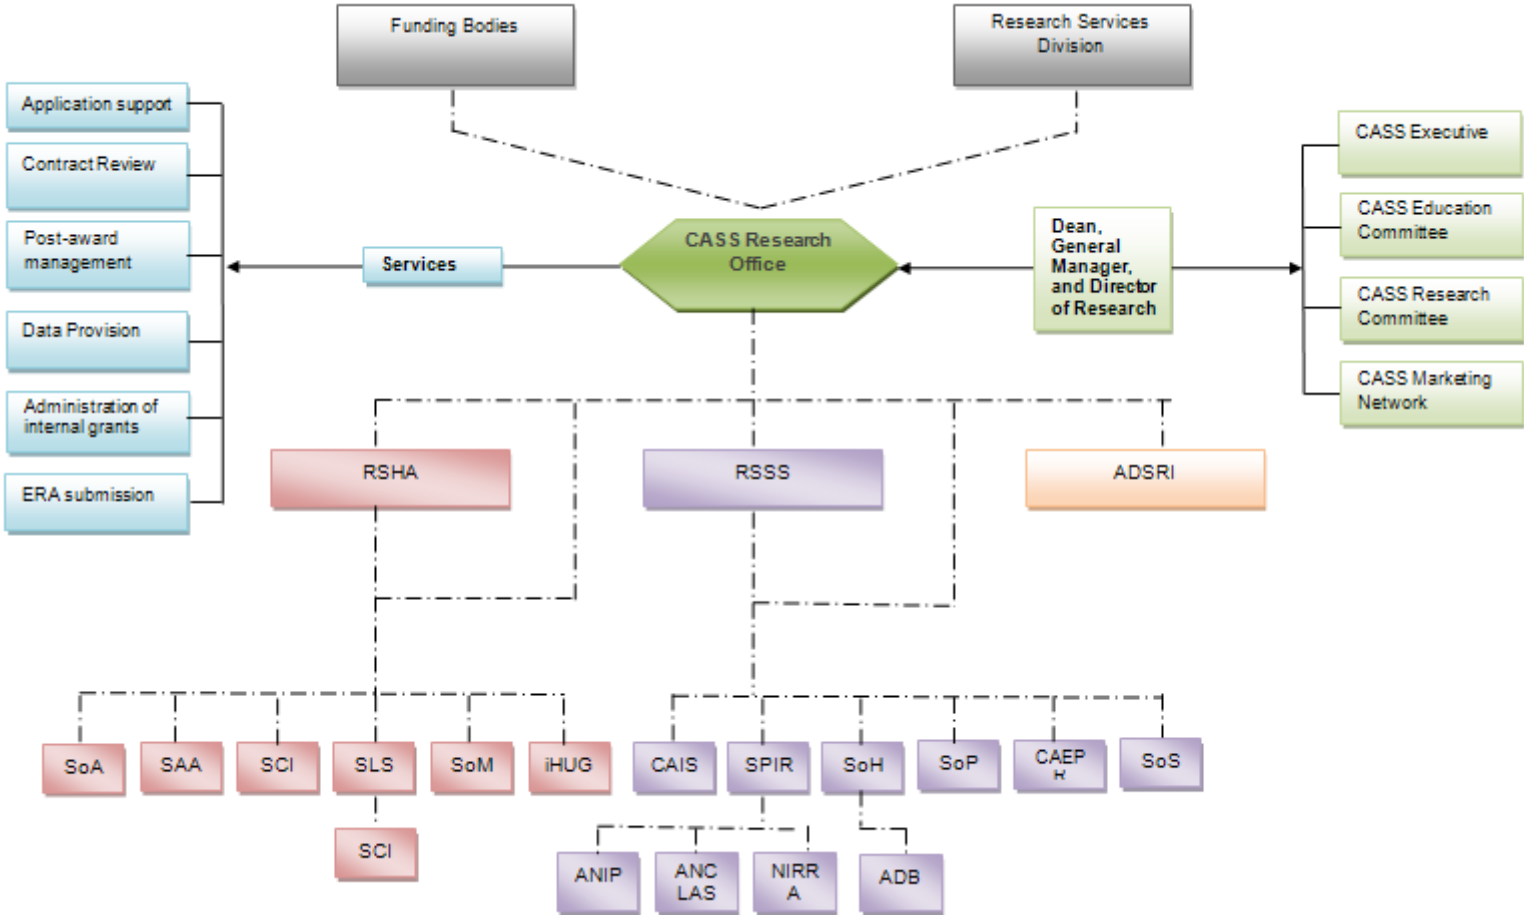 Funding Bodies
Research Services
Division
Application support
Contract Review
Post-award
management
Data Provision
Administration of
internal grants
ERA submission
Services
CASS Research
Office
Dean,
General
Manager,
and Director
of Research
CASS Executive
CASS Education
Committee
CASS Research
Committee
CASS Marketing
Network
RSHA
RSSS
ADSRI
SoA
SAA
SCI
SLS
SoM
iHUG
CAIS
SPIR
SoH
SoP
CAEP
R
SoS
SCI
ANIP
ANC
LAS
NIRR
A
ADB